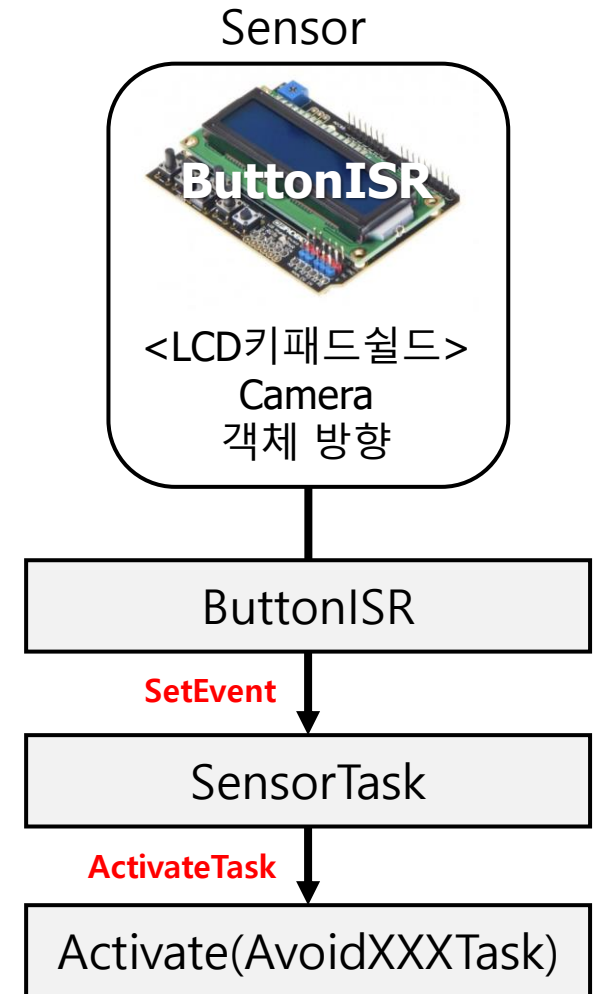 Sensor
ButtonISR
<LCD키패드쉴드>
Camera
객체 방향
ButtonISR
SetEvent
SensorTask
ActivateTask
Activate(AvoidXXXTask)